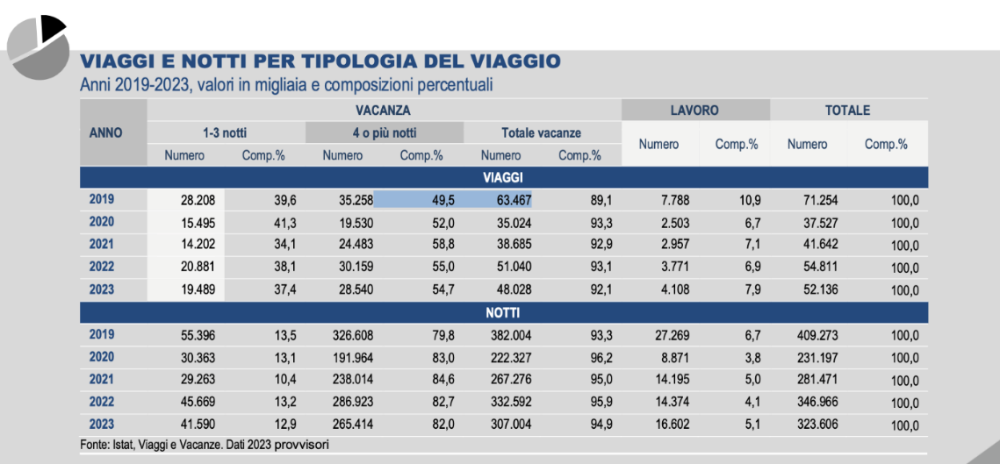 VIAGGI E NOTTI PER TIPOLOGIA DEL VIAGGIO
Anni 2019-2023, valori in migliaia e composizioni percentuali
ANNO VACANZA LAVORO TOTALE
1-3 notti 4 o più notti Totale vacanze
Numero Comp.% Numero Comp.% Numero Comp.% Numero Comp.% Numero Comp.%
VIAGGI
2019 28.208 39,6 35.258 49,5 63.467 89,1 7.788 10,9 71.254 100,0
2020 15.495 41,3 19.530 52,0 35.024 93,3 2.503 6,7 37.527 100,0
2021 14.202 34,1 24.483 58,8 38.685 92,9 2.957 7,1 41.642 100,0
2022 20.881 38,1 30.159 55,0 51.040 93,1 3.771 6,9 54.811 100,0
2023 19.489 37,4 28.540 54,7 48.028 92,1 4.108 7,9 52.136 100,0
NOTTI
2019 55.396 13,5 326.608 79,8 382.004 93,3 27.269 6,7 409.273 100,0
2020 30.363 13,1 191.964 83,0 222.327 96,2 8.871 3,8 231.197 100,0
2021 29.263 10,4 238.014 84,6 267.276 95,0 14.195 5,0 281.471 100,0
2022 45.669 13,2 286.923 82,7 332.592 95,9 14.374 4,1 346.966 100,0
2023 41.590 12,9 265.414 82,0 307.004 94,9 16.602 5,1 323.606 100,0
Fonte: Istat, Viaggi e Vacanze. Dati 2023 provvisori